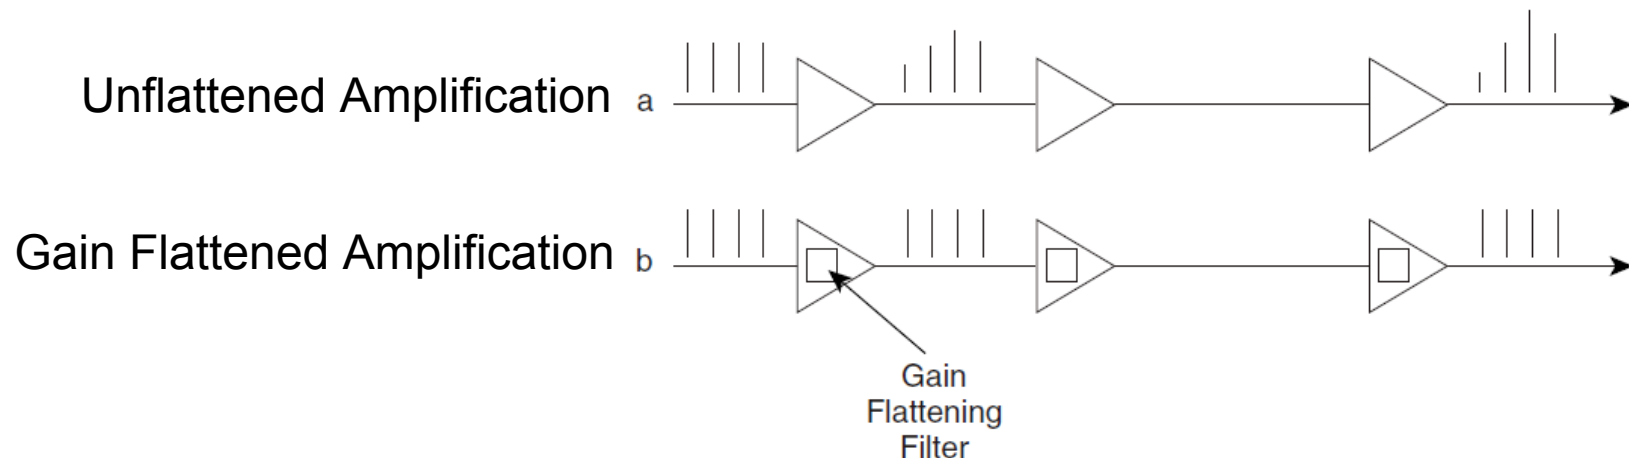 Unflattened Amplification a
Gain Flattened Amplification b
Gain
Flattening
Filter